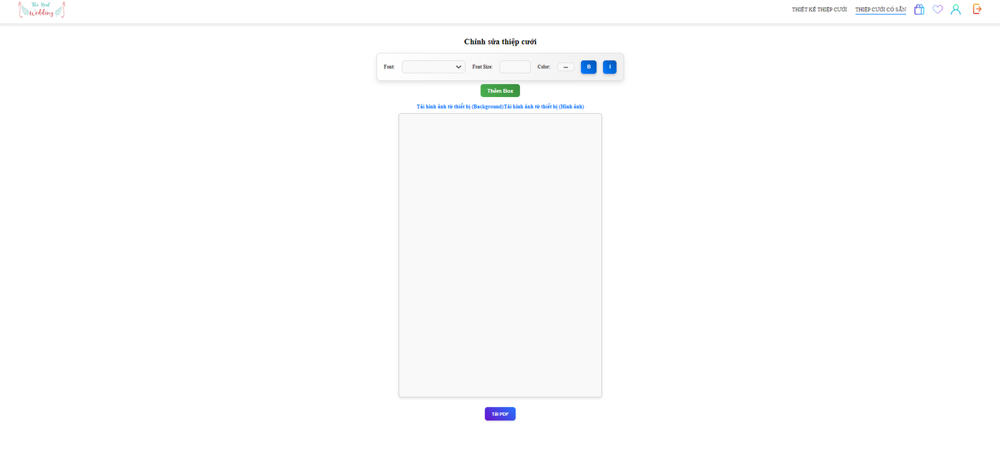 The Real
Wedding
THIẾT KẾ THIỆP CƯỚI
THIỆP CƯỚI CÓ SẴN
Chỉnh sửa thiệp cưới
Font:
Font Size:
Color:
B
I
Thêm Box
Tải hình ảnh từ thiết bị (Background)Tải hình ảnh từ thiết bị (Hình ảnh)
Tải PDF